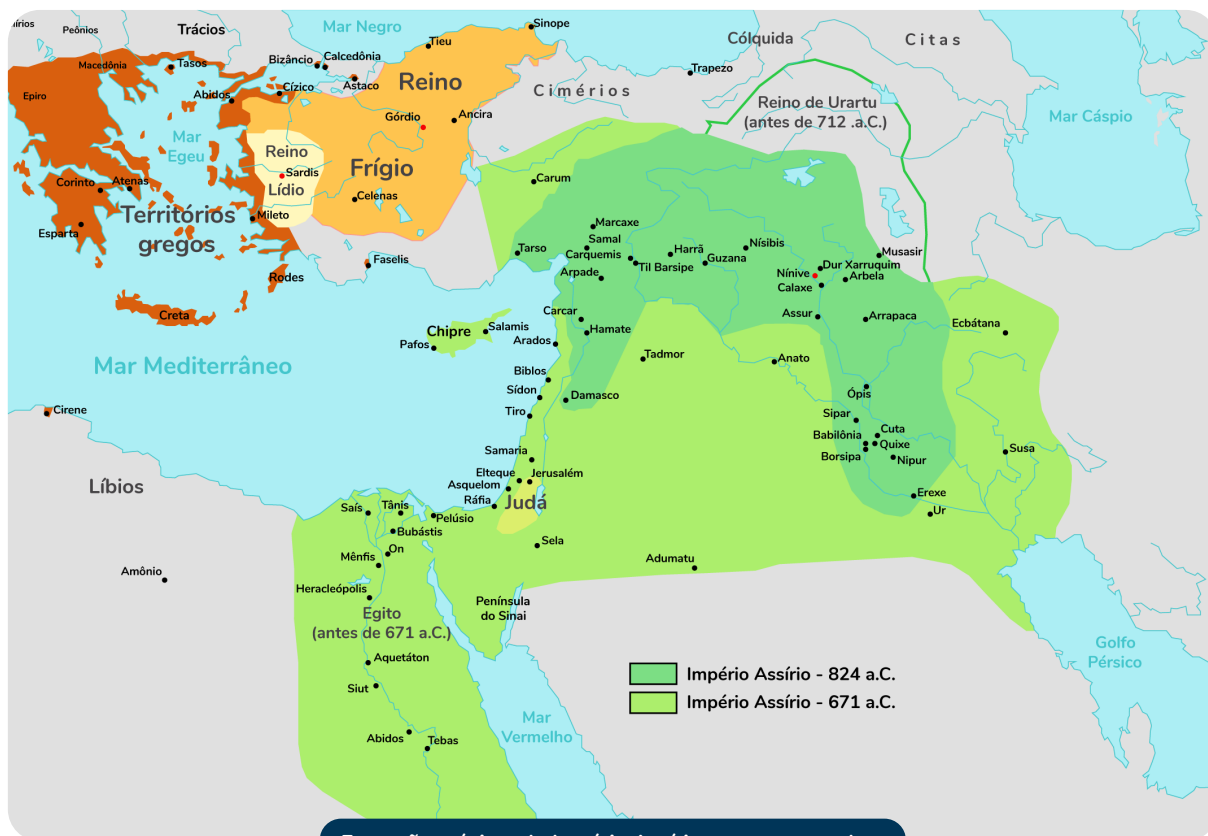 írios
Peônios
Trácios
Mar Negro
Sinope
Tieu
Cólquida
Citas
Macedônia
Tasos
Bizâncio
Calcedônia
Trapezo
Epiro
Abidos
Cízico
Astaco
Reino
Cimérios
Reino de Urartu
(antes de 712 .a.C.)
Mar Cáspio
Górdio
Ancira
Mar
Egeu
Reino
Sardis
Lídio
Frígio
Carum
Corinto
Atenas
Celenas
Esparta
Territórios
gregos
Mileto
Marcaxe
Samal
Carquemis
Harrã
Nísibis
Musasir
Tarso
Til Barsipe
Guzana
Dur Xarruquim
Faselis
Arpade
Nínive
Arbela
Rodes
Calaxe
Creta
Carcar
Assur
Arrapaca
Ecbátana
Chipre
Salamis
Hamate
Pafos
Arados
Tadmor
Anato
Mar Mediterrâneo
Biblos
Sídon
Damasco
Ópis
Cirene
Tiro
Sipar
Cuta
Babilônia
Quixe
Samaria
Borsipa
Nipur
Susa
Elteque
Jerusalém
Asquelom
Líbios
Ráfia
Judá
Erexe
Saís
Tânis
Pelúsio
Ur
Bubástis
On
Sela
Mênfis
Adumatu
Amônio
Heracleópolis
Península
do Sinai
Egito
(antes de 671 a.C.)
Golfo
Pérsico
Aquetáton
Império Assírio - 824 a.C.
Siut
Império Assírio - 671 a.C.
Mar
Vermelho
Abidos
Tebas